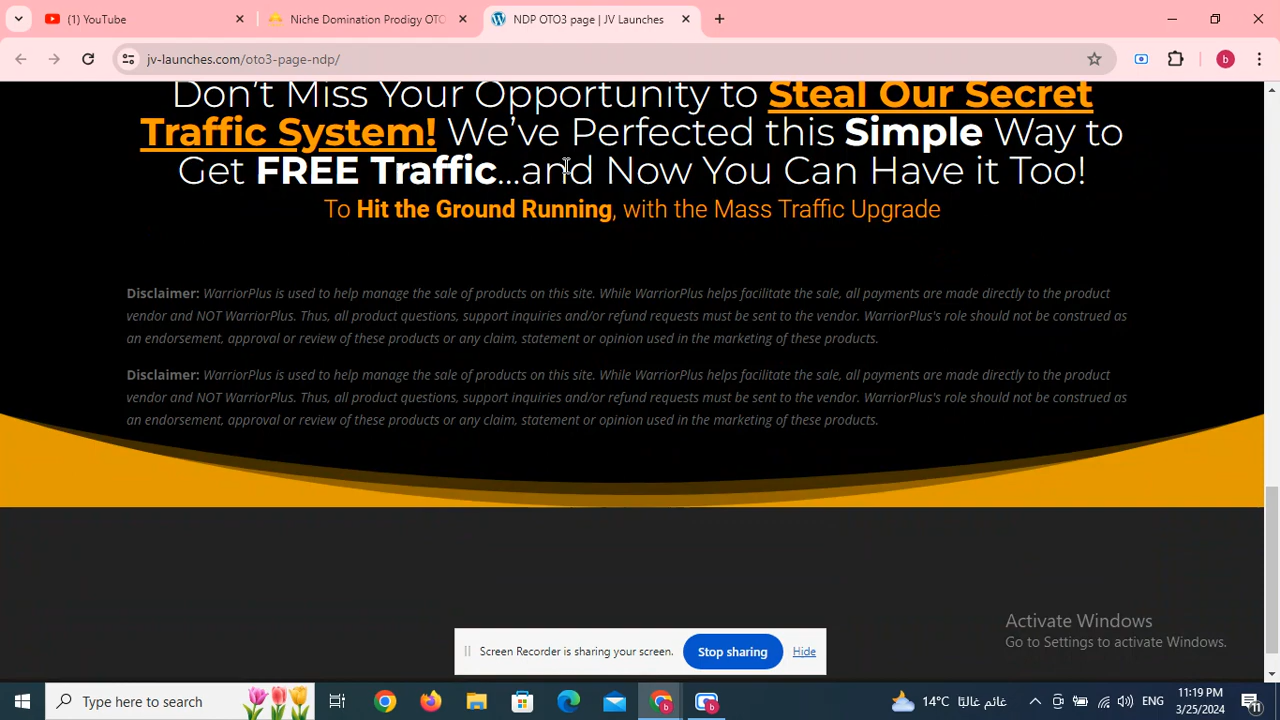 (1) YouTube
Niche Domination Prodigy OTO
NDP OTO3 page | JV Launches
jv-launches.com/oto3-page-ndp/
b
Don't Miss Your Opportunity to Steal Our Secret
Traffic System! We've Perfected this Simple Way to
Get FREE Traffic...and Now You Can Have it Too!
To Hit the Ground Running, with the Mass Traffic Upgrade
Disclaimer: WarriorPlus is used to help manage the sale of products on this site. While WarriorPlus helps facilitate the sale, all payments are made directly to the product
vendor and NOT WarriorPlus. Thus, all product questions, support inquiries and/or refund requests must be sent to the vendor. WarriorPlus's role should not be construed as
an endorsement, approval or review of these products or any claim, statement or opinion used in the marketing of these products.
Disclaimer: WarriorPlus is used to help manage the sale of products on this site. While WarriorPlus helps facilitate the sale, all payments are made directly to the product
vendor and NOT WarriorPlus. Thus, all product questions, support inquiries and/or refund requests must be sent to the vendor. WarriorPlus's role should not be construed as
an endorsement, approval or review of these products or any claim, statement or opinion used in the marketing of these products.
Activate Windows
Go to Settings to activate Windows.
Screen Recorder is sharing your screen. Stop sharing Hide
Type here to search
14°C غائم غالبًا
ENG
11:19 PM
3/25/2024
11